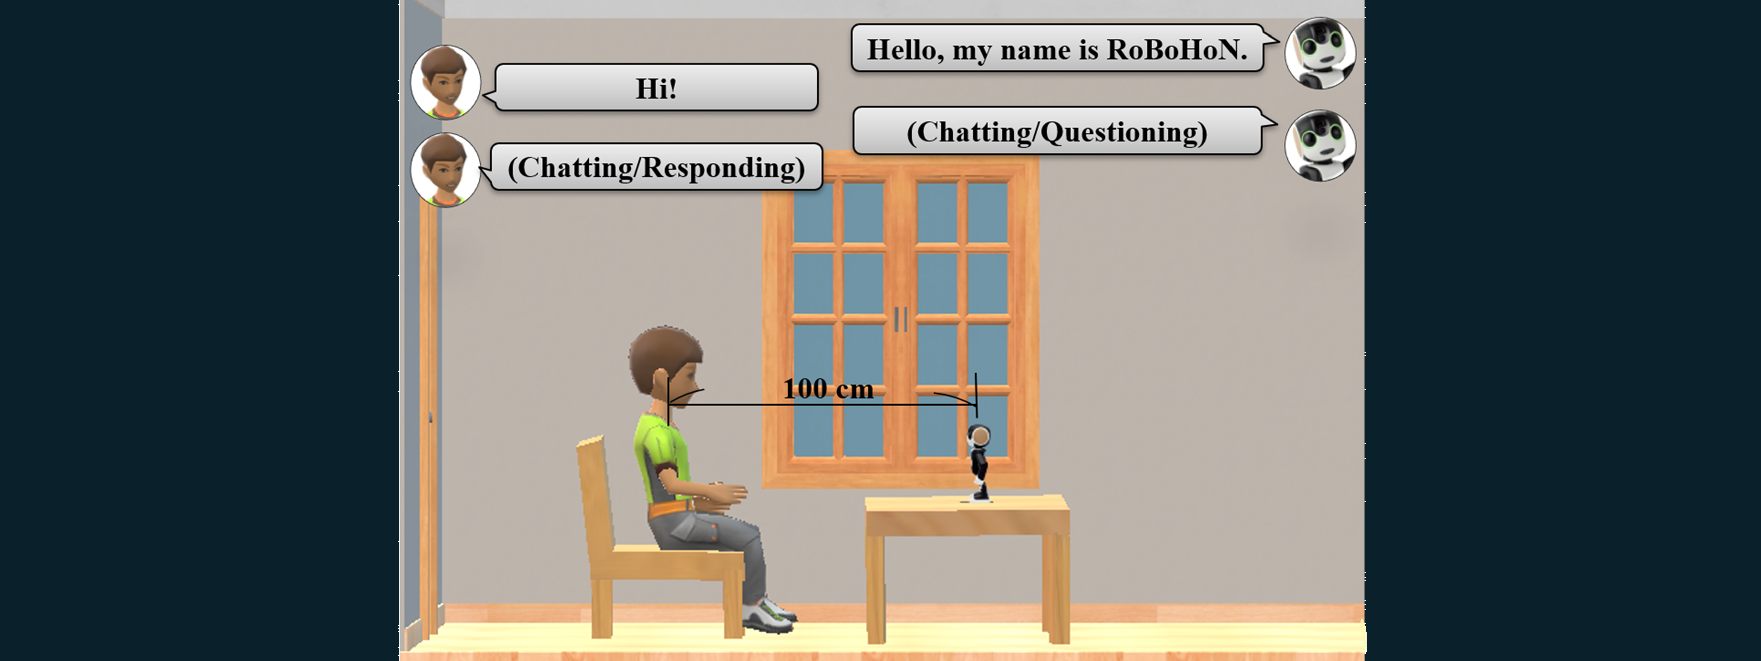 Hello, my name is RoBoHoN.
Hi!
(Chatting/Questioning)
(Chatting/Responding)
100 cm